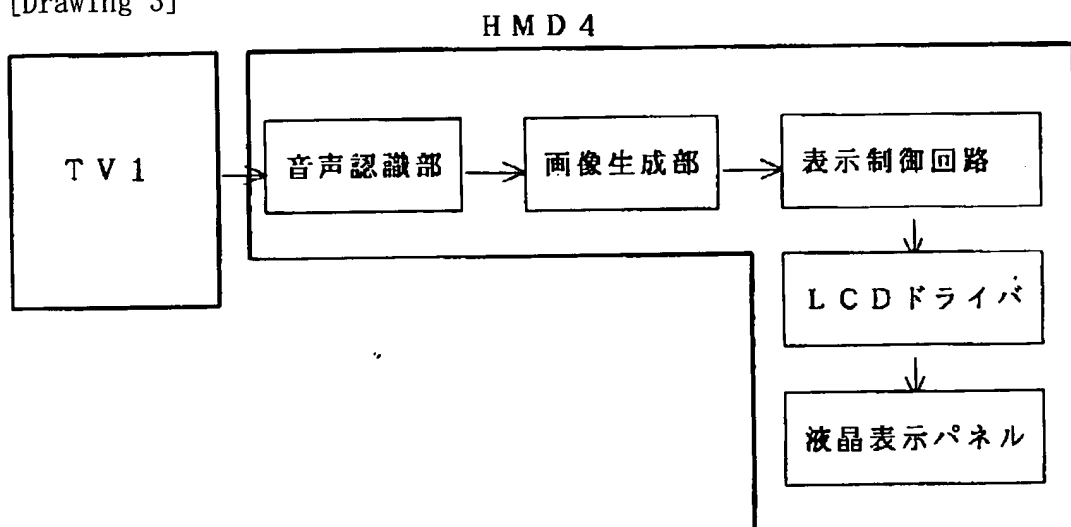 [Drawing 3]
HMD4
TV1
音声認識部
画像生成部
表示制御回路
LCDドライバ
液晶表示パネル